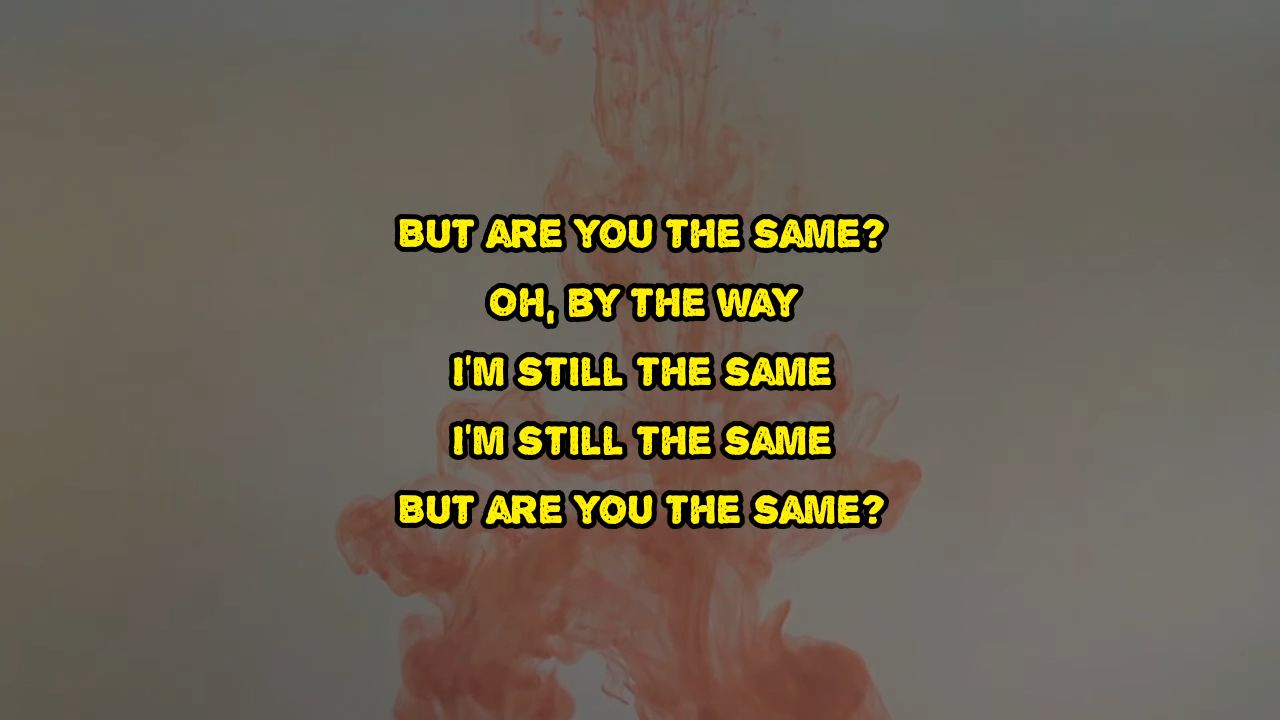 BUT ARE YOU THE SAME?
OH, BY THE WAY
I'M STILL THE SAME
I'M STILL THE SAME
BUT ARE YOU THE SAME?